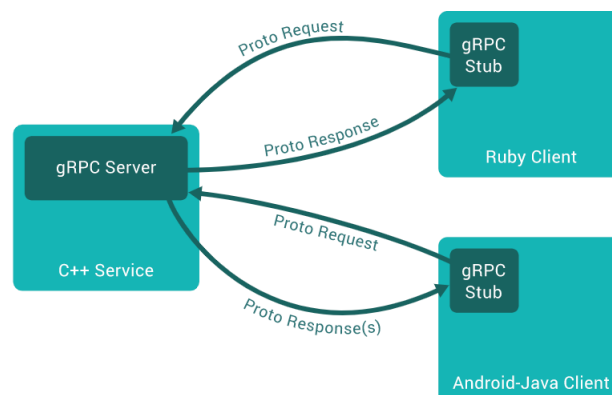 Proto Request
gRPC
Stub
Ruby Client
Proto Response
gRPC Server
C++ Service
Proto Request
gRPC
Stub
Proto Response(s)
Android-Java Client